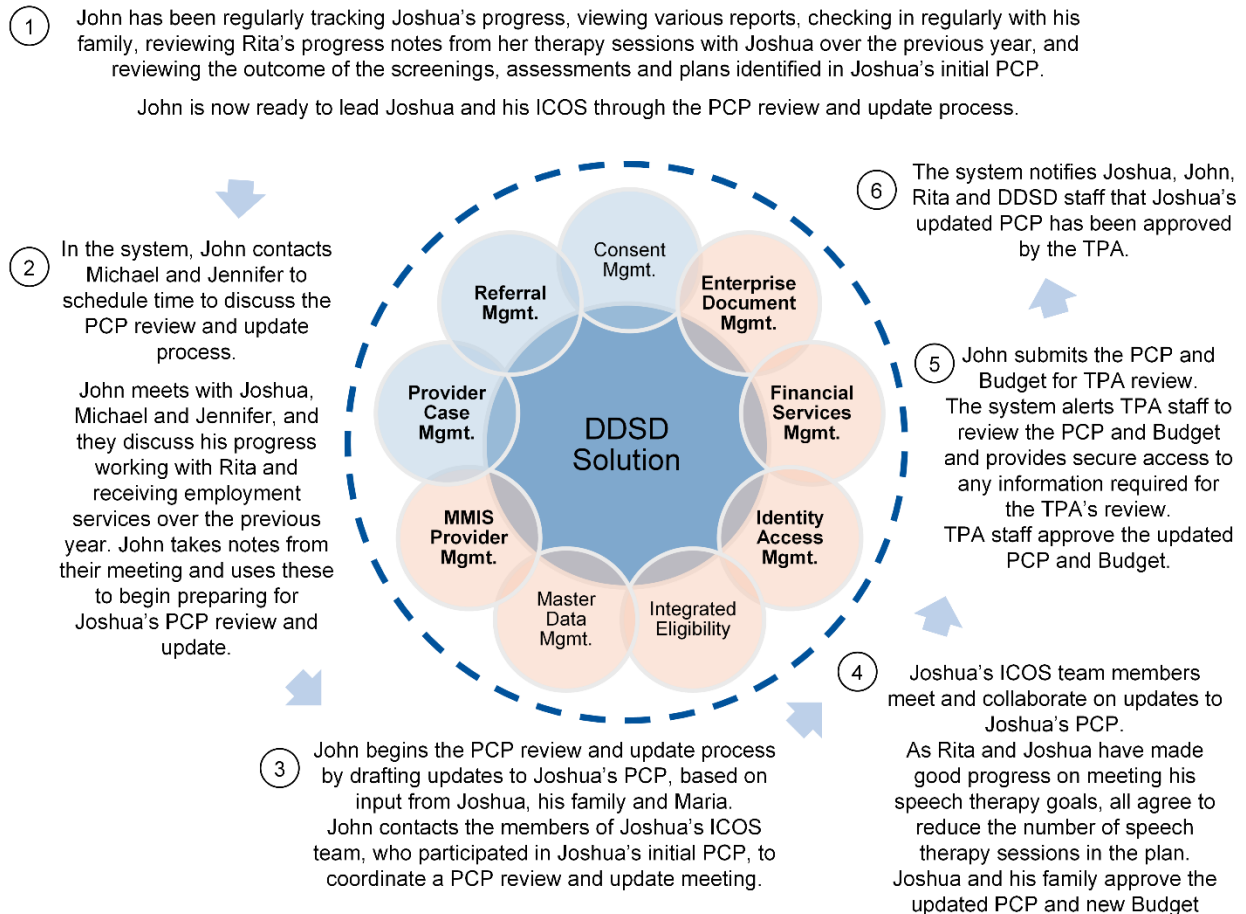 1
John has been regularly tracking Joshua's progress, viewing various reports, checking in regularly with his
family, reviewing Rita's progress notes from her therapy sessions with Joshua over the previous year, and
reviewing the outcome of the screenings, assessments and plans identified in Joshua's initial PCP.
John is now ready to lead Joshua and his ICOS through the PCP review and update process.
2
In the system, John contacts
Michael and Jennifer to
schedule time to discuss the
PCP review and update
process.
John meets with Joshua,
Michael and Jennifer, and
they discuss his progress
working with Rita and
receiving employment
services over the previous
year. John takes notes from
their meeting and uses these
to begin preparing for
Joshua's PCP review and
update.
3
John begins the PCP review and update process
by drafting updates to Joshua's PCP, based on
input from Joshua, his family and Maria.
John contacts the members of Joshua's ICOS
team, who participated in Joshua's initial PCP, to
coordinate a PCP review and update meeting.
4
Joshua's ICOS team members
meet and collaborate on updates to
Joshua's PCP.
As Rita and Joshua have made
good progress on meeting his
speech therapy goals, all agree to
reduce the number of speech
therapy sessions in the plan.
Joshua and his family approve the
updated PCP and new Budget
5
John submits the PCP and
Budget for TPA review.
The system alerts TPA staff to
review the PCP and Budget
and provides secure access to
any information required for
the TPA's review.
TPA staff approve the updated
PCP and Budget.
6
The system notifies Joshua, John,
Rita and DDSD staff that Joshua's
updated PCP has been approved
by the TPA.
DDSD
Solution
Consent
Mgmt.
Enterprise
Document
Mgmt.
Financial
Services
Mgmt.
Identity
Access
Mgmt.
Integrated
Eligibility
Master
Data
Mgmt.
MMIS
Provider
Mgmt.
Provider
Case
Mgmt.
Referral
Mgmt.